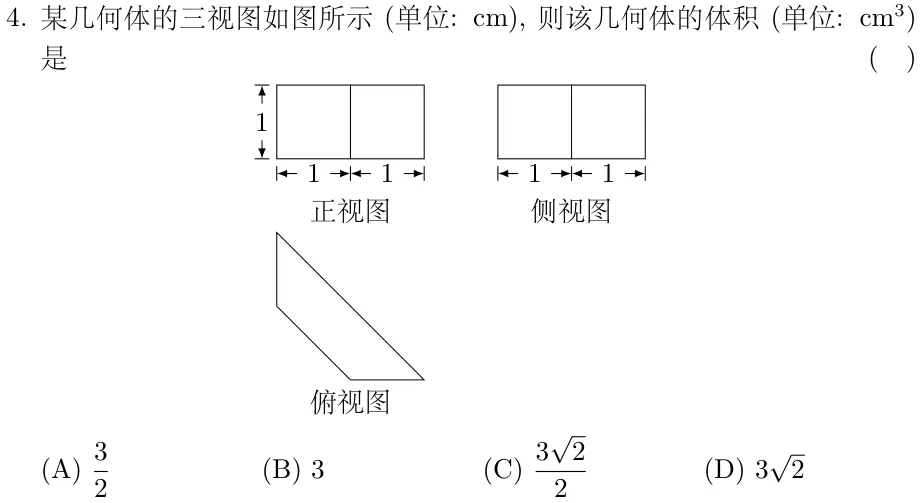 4. 某几何体的三视图如图所示 (单位: cm), 则该几何体的体积 (单位: cm³)
是 ( )
1
1 1 1 1
正视图 侧视图
俯视图
(A) 3/2 (B) 3 (C) 3√2/2 (D) 3√2